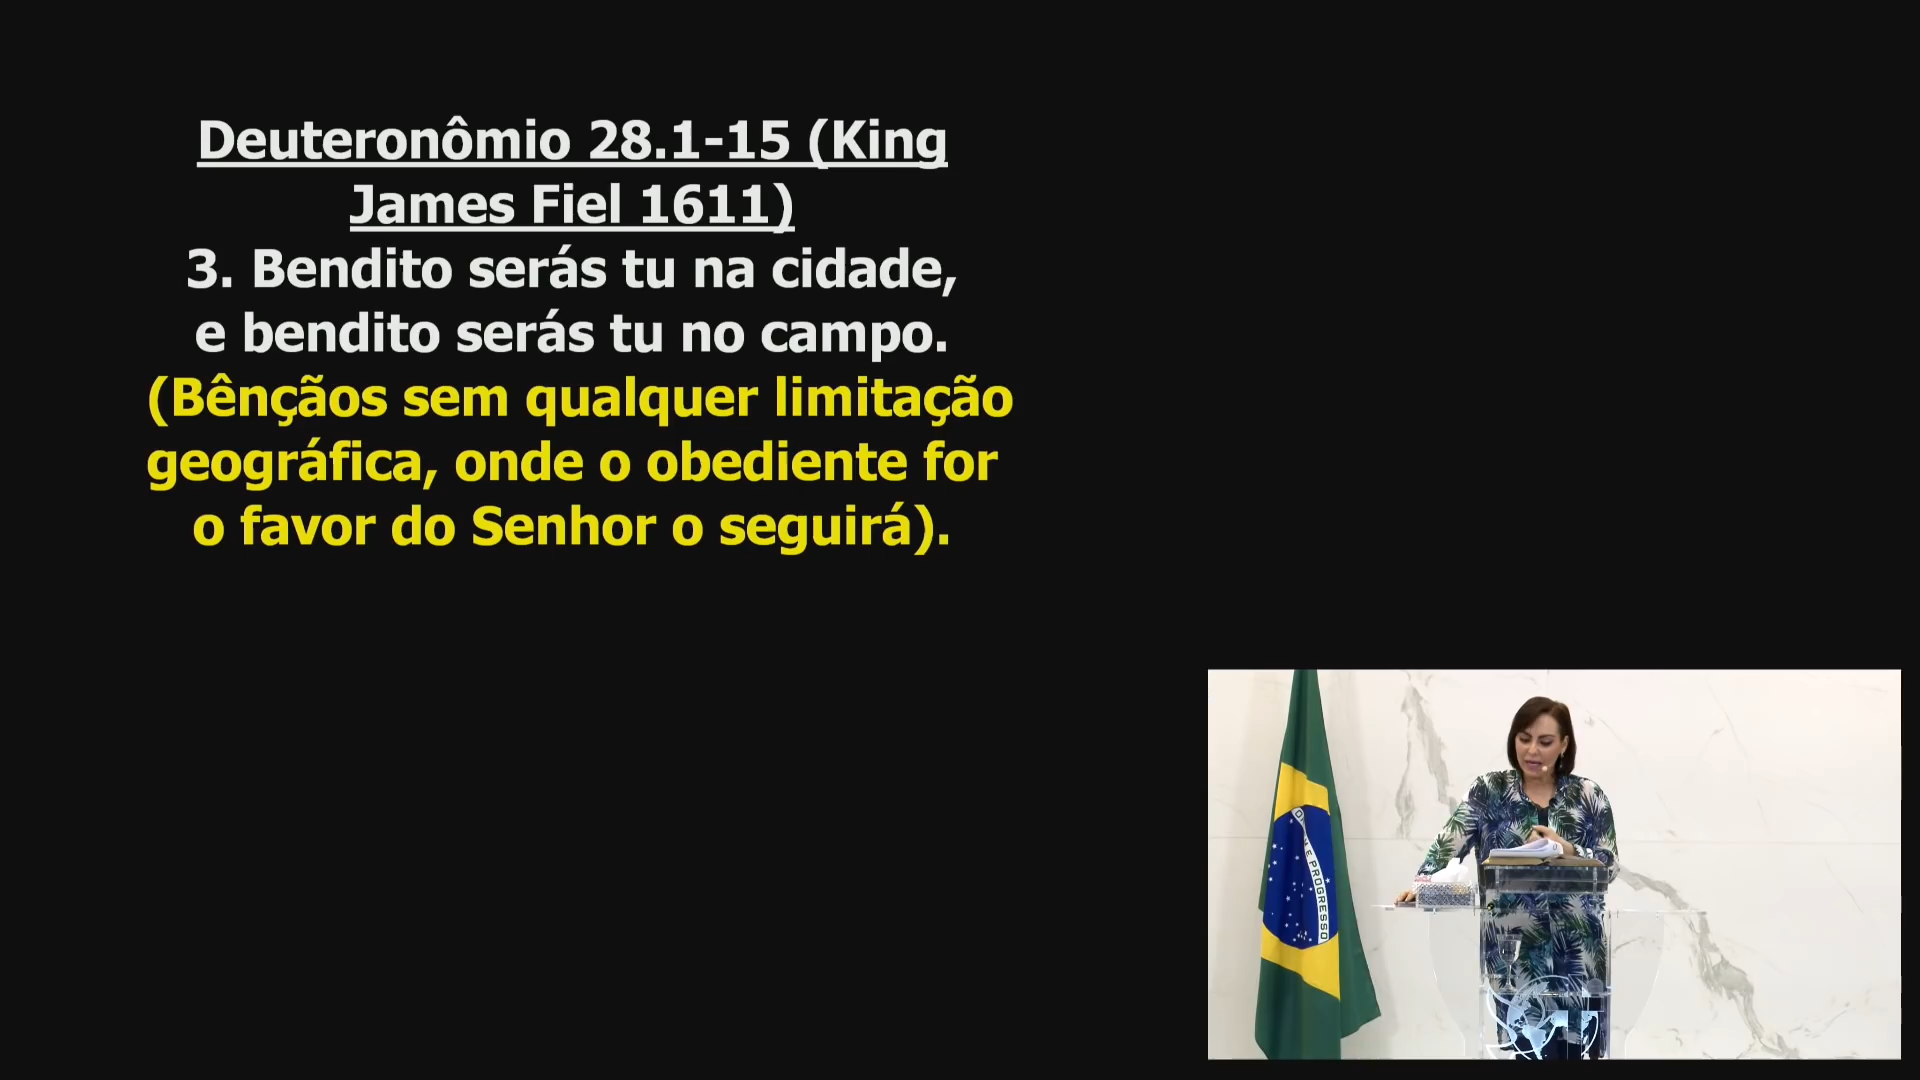 Deuteronômio 28.1-15 (King
James Fiel 1611)
3. Bendito serás tu na cidade,
e bendito serás tu no campo.
(Bênçãos sem qualquer limitação
geográfica, onde o obediente for
o favor do Senhor o seguirá).
E PROGRESSO